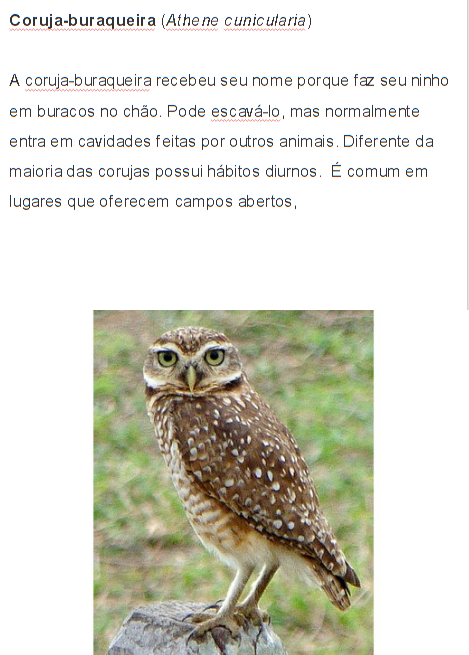 Coruja-buraqueira (Athene cunicularia)
A coruja-buraqueira recebeu seu nome porque faz seu ninho
em buracos no chão. Pode escavá-lo, mas normalmente
entra em cavidades feitas por outros animais. Diferente da
maioria das corujas possui hábitos diurnos. É comum em
lugares que oferecem campos abertos,